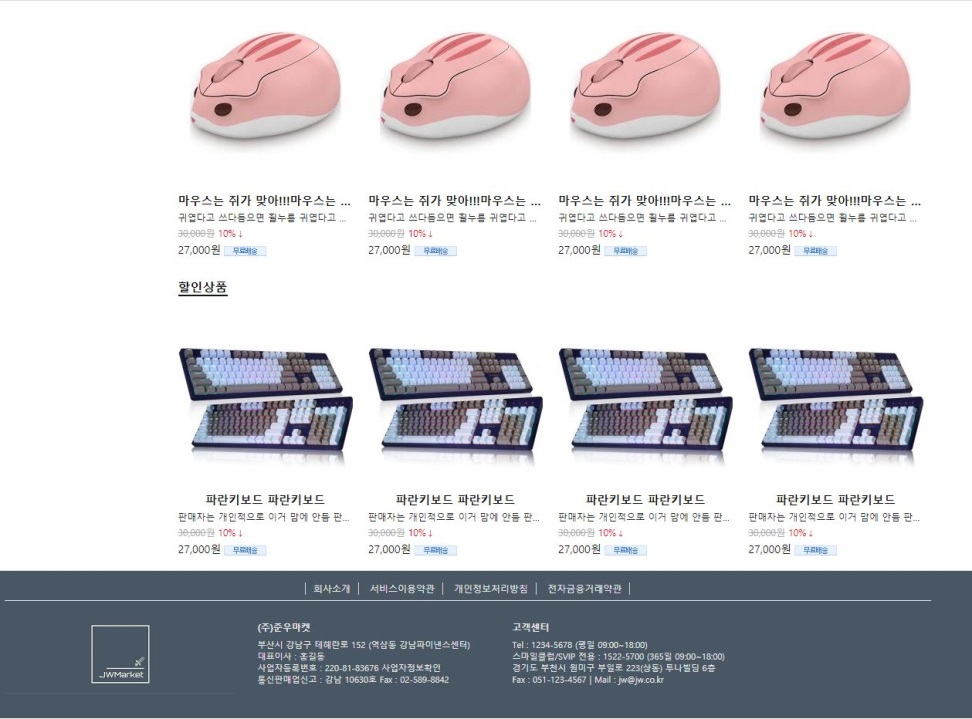 마우스는 쥐가 맞아!!!마우스는 ... 마우스는 쥐가 맞아!!!마우스는 ... 마우스는 쥐가 맞아!!!마우스는 ... 마우스는 쥐가 맞아!!!마우스는 ...
귀엽다고 쓰다듬으면 찔누를 귀엽다고 ... 귀엽다고 쓰다듬으면 찔누를 귀엽다고 ... 귀엽다고 쓰다듬으면 찔누를 귀엽다고 ... 귀엽다고 쓰다듬으면 찔누를 귀엽다고 ...
30,000원 10%↓ 30,000원 10%↓ 30,000원 10%↓ 30,000원 10%↓
27,000원 무료배송 27,000원 무료배송 27,000원 무료배송 27,000원 무료배송
할인상품
파란키보드 파란키보드 파란키보드 파란키보드 파란키보드 파란키보드 파란키보드 파란키보드
판매자는 개인적으로 이거 맘에 안듬 판... 판매자는 개인적으로 이거 맘에 안듬 판... 판매자는 개인적으로 이거 맘에 안듬 판... 판매자는 개인적으로 이거 맘에 안듬 판...
30,000원 10%↓ 30,000원 10%↓ 30,000원 10%↓ 30,000원 10%↓
27,000원 무료배송 27,000원 무료배송 27,000원 무료배송 27,000원 무료배송
회사소개 | 서비스이용약관 | 개인정보처리방침 | 전자금융거래약관
JWMarket
(주)준우마켓
부산시 강남구 테헤란로 152 (역삼동 강남파이낸스센터)
대표이사 : 홍길동
사업자등록번호 : 220-81-83676 사업자정보확인
통신판매업신고 : 강남 10630호 Fax : 02-589-8842
고객센터
Tel : 1234-5678 (평일 09:00~18:00)
스마일클럽/SVIP 전용 : 1522-5700 (365일 09:00~18:00)
경기도 부천시 원미구 부일로 223(상동) 투나빌딩 6층
Fax : 051-123-4567 | Mail : jw@jw.co.kr